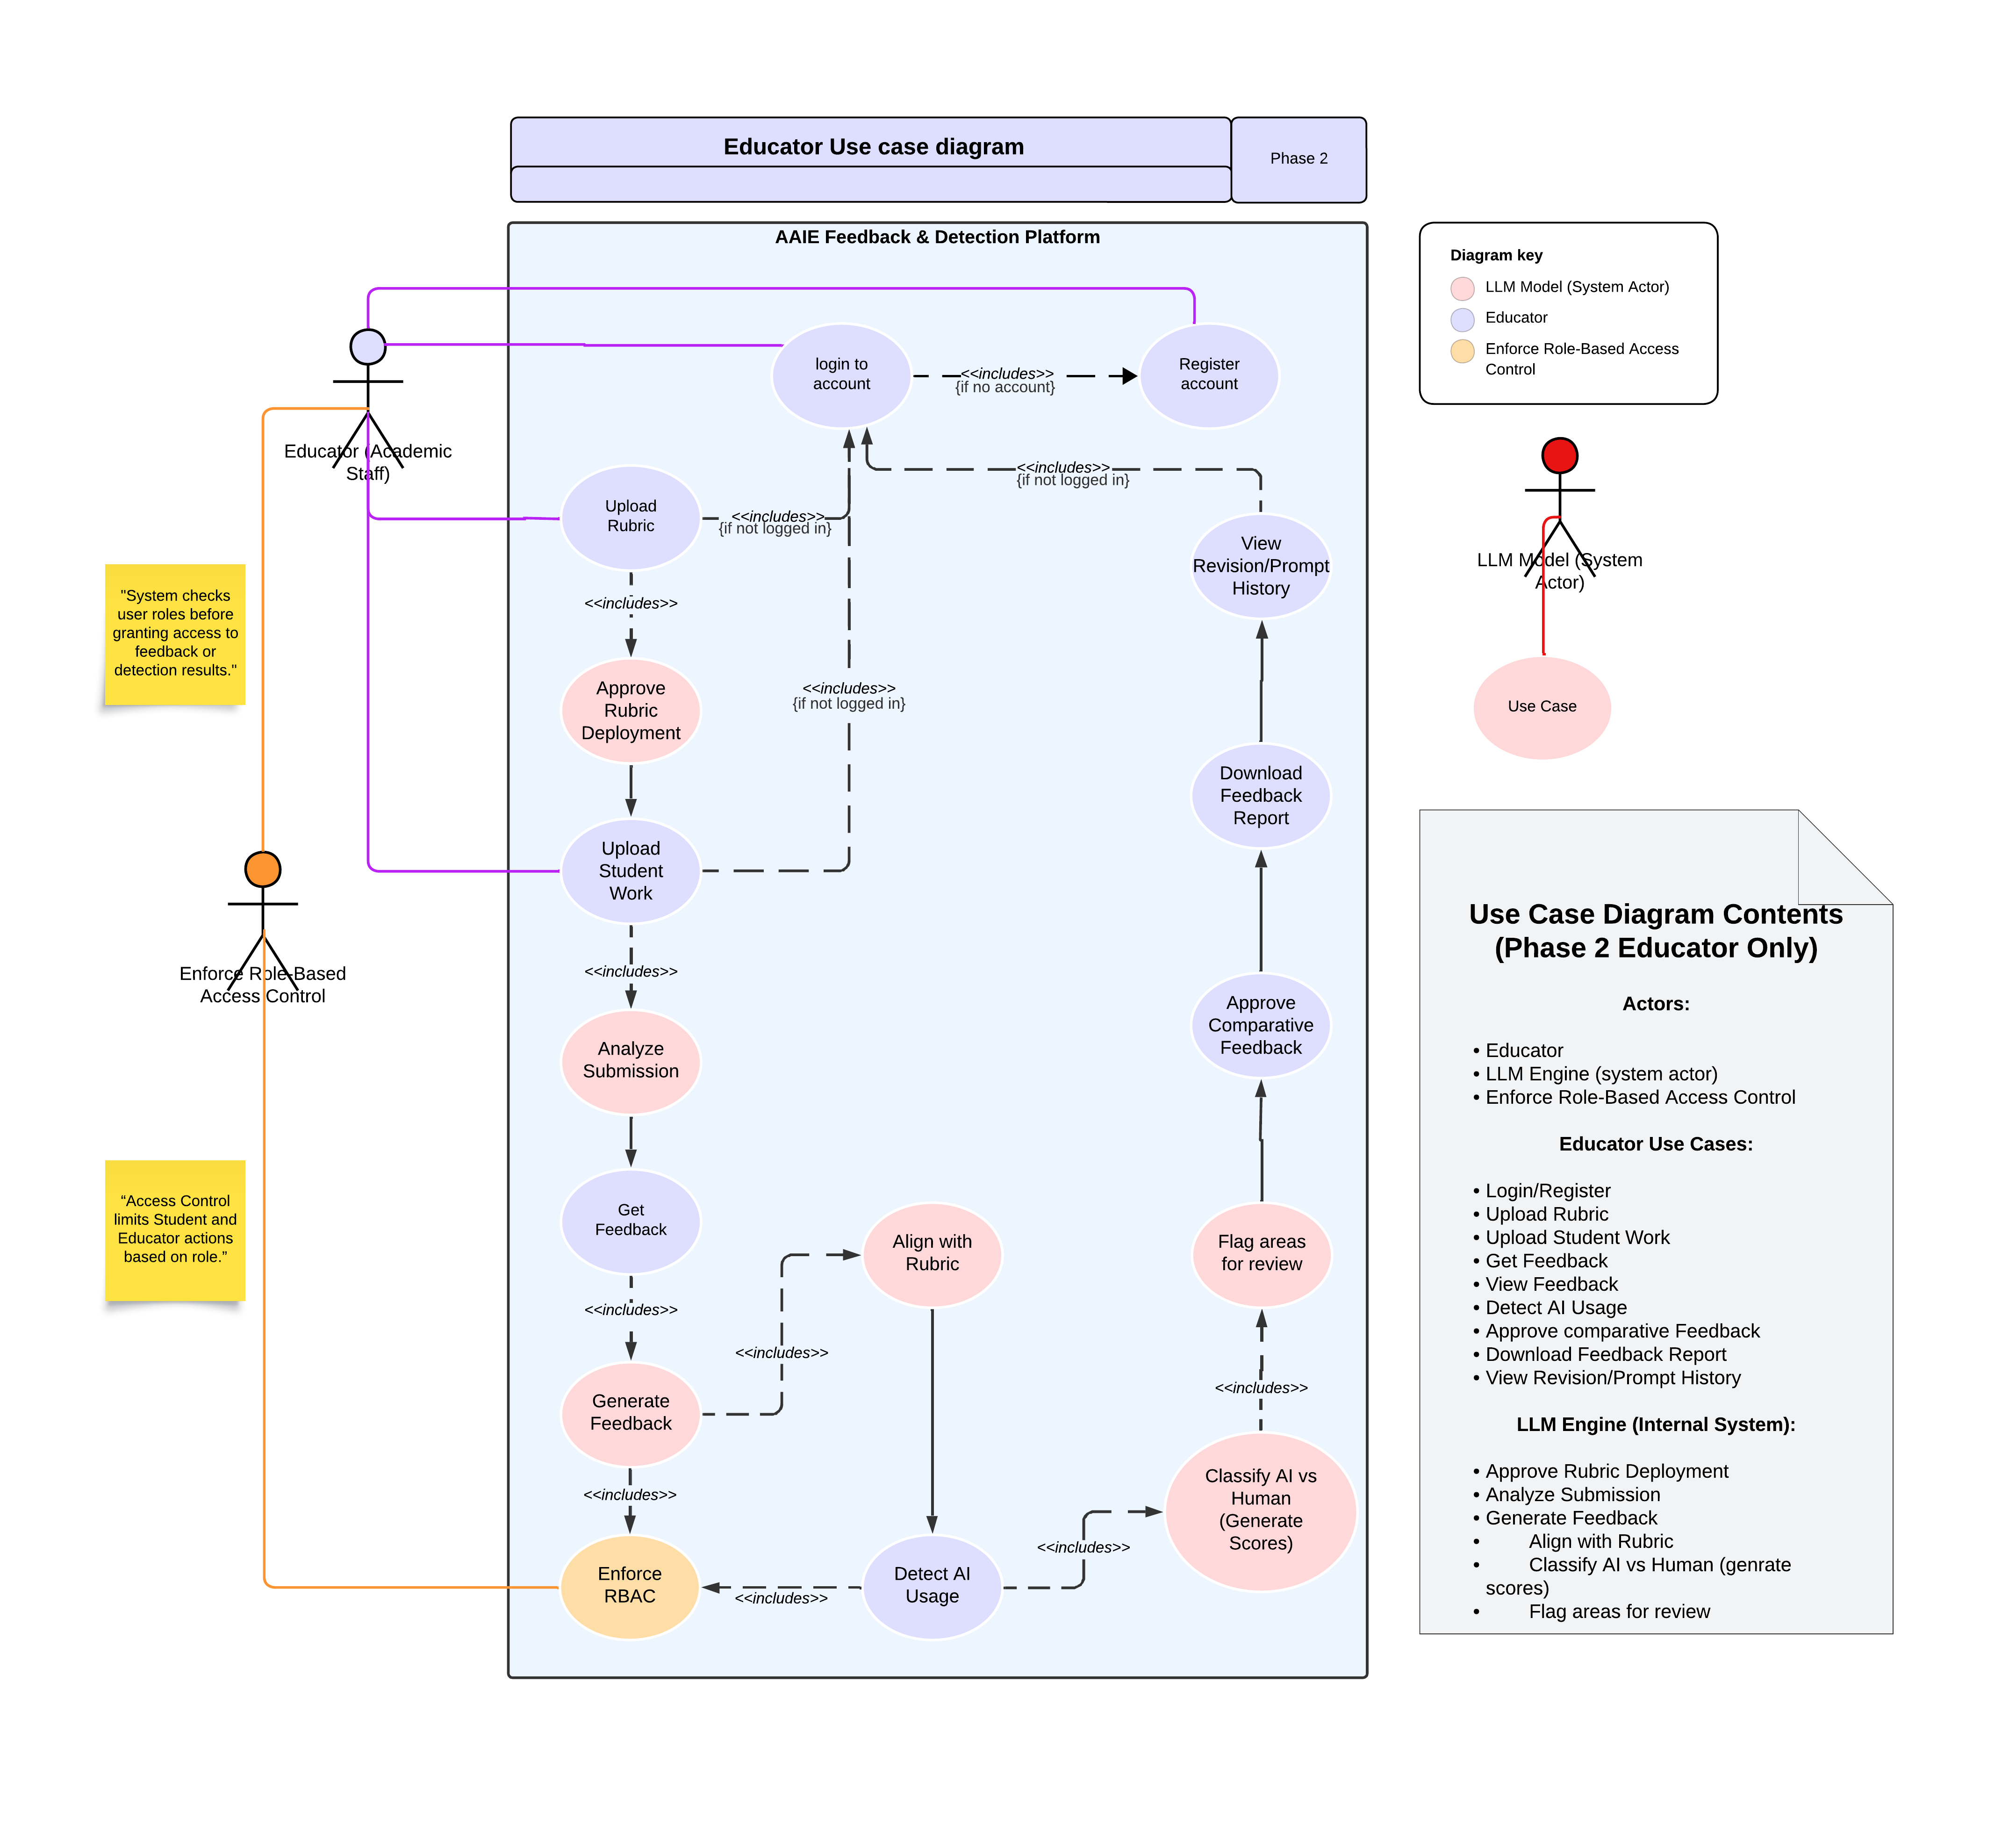 Educator Use case diagram
Phase 2
AAIE Feedback & Detection Platform
Diagram key
LLM Model (System Actor)
Educator
Enforce Role-Based Access
Control
login to
account
<<includes>>
{if no account}
Register
account
Educator (Academic
Staff)
Upload
Rubric
<<includes>>
{if not logged in}
<<includes>>
{if not logged in}
View
Revision/Prompt
History
LLM Model (System
Actor)
Use Case
"System checks
user roles before
granting access to
feedback or
detection results."
<<includes>>
Approve
Rubric
Deployment
<<includes>>
{if not logged in}
Download
Feedback
Report
Upload
Student
Work
Enforce Role-Based
Access Control
<<includes>>
Approve
Comparative
Feedback
Analyze
Submission
“Access Control
limits Student and
Educator actions
based on role.”
Get
Feedback
Align with
Rubric
Flag areas
for review
<<includes>>
<<includes>>
<<includes>>
Generate
Feedback
<<includes>>
Classify AI vs
Human
(Generate
Scores)
<<includes>>
Enforce
RBAC
<<includes>>
Detect AI
Usage
Use Case Diagram Contents
(Phase 2 Educator Only)
Actors:
• Educator
• LLM Engine (system actor)
• Enforce Role-Based Access Control
Educator Use Cases:
• Login/Register
• Upload Rubric
• Upload Student Work
• Get Feedback
• View Feedback
• Detect AI Usage
• Approve comparative Feedback
• Download Feedback Report
• View Revision/Prompt History
LLM Engine (Internal System):
• Approve Rubric Deployment
• Analyze Submission
• Generate Feedback
• Align with Rubric
• Classify AI vs Human (genrate
scores)
• Flag areas for review